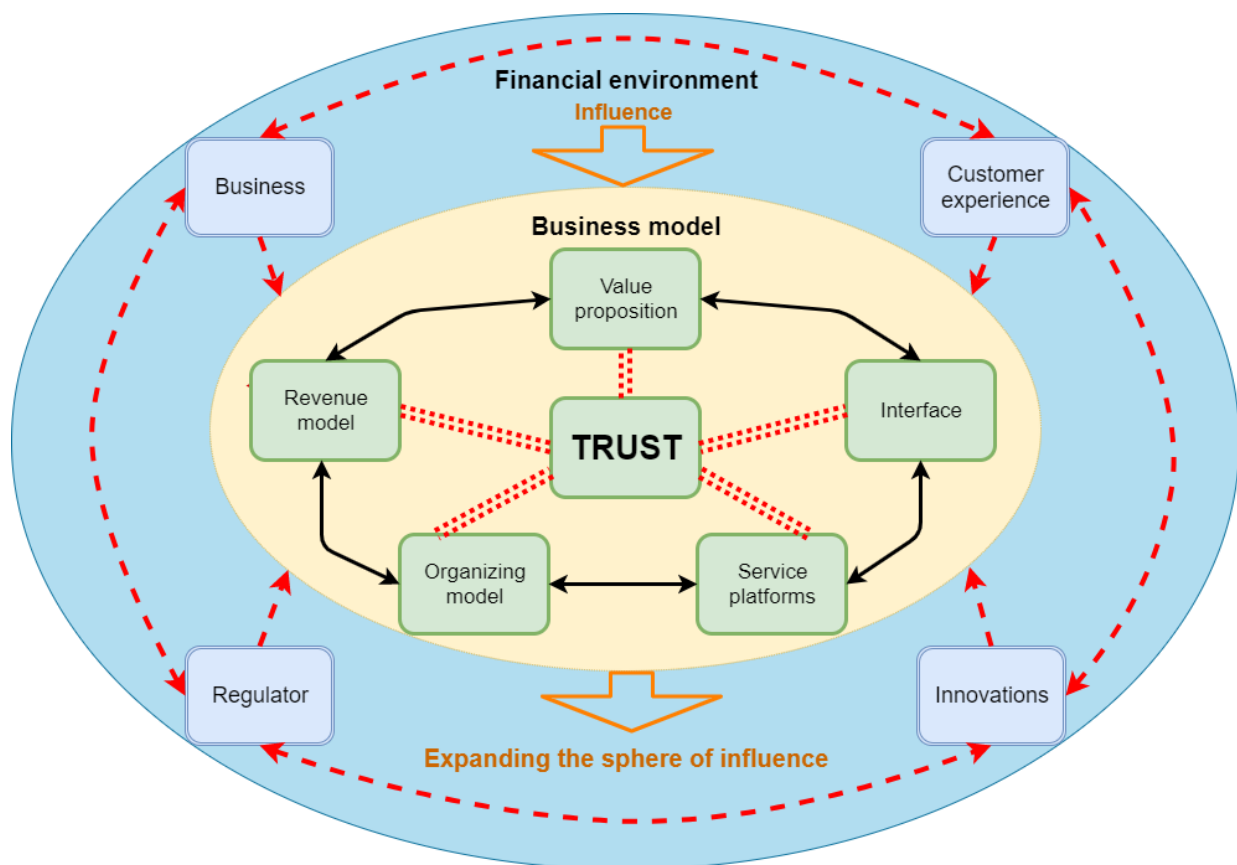 Financial environment
Influence
Business
Customer
experience
Business model
Value
proposition
Revenue
model
TRUST
Interface
Organizing
model
Service
platforms
Regulator
Innovations
Expanding the sphere of influence